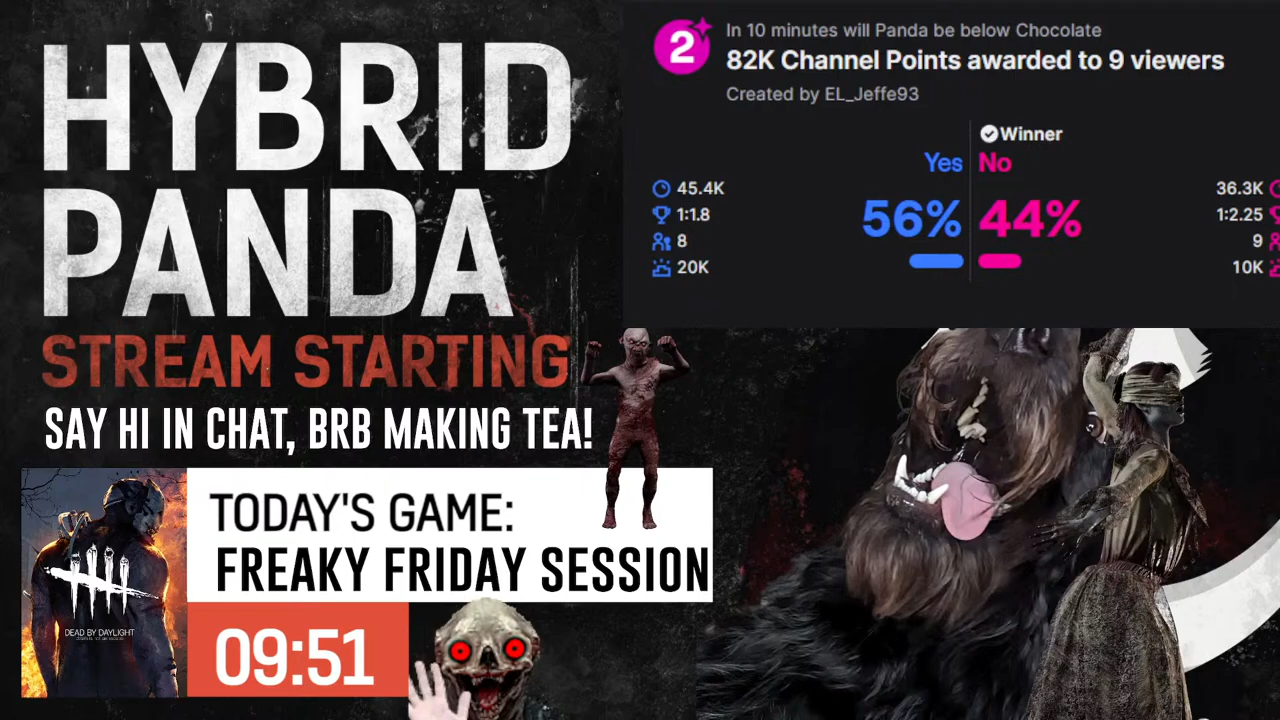 HYBRID
PANDA
STREAM STARTING
SAY HI IN CHAT, BRB MAKING TEA!
TODAY'S GAME:
FREAKY FRIDAY SESSION
DEAD BY DAYLIGHT
09:51
2
In 10 minutes will Panda be below Chocolate
82K Channel Points awarded to 9 viewers
Created by EL_Jeffe93
Winner
Yes No
45.4K 36.3K
1:1.8 56% 44% 1:2.25
8 9
20K 10K